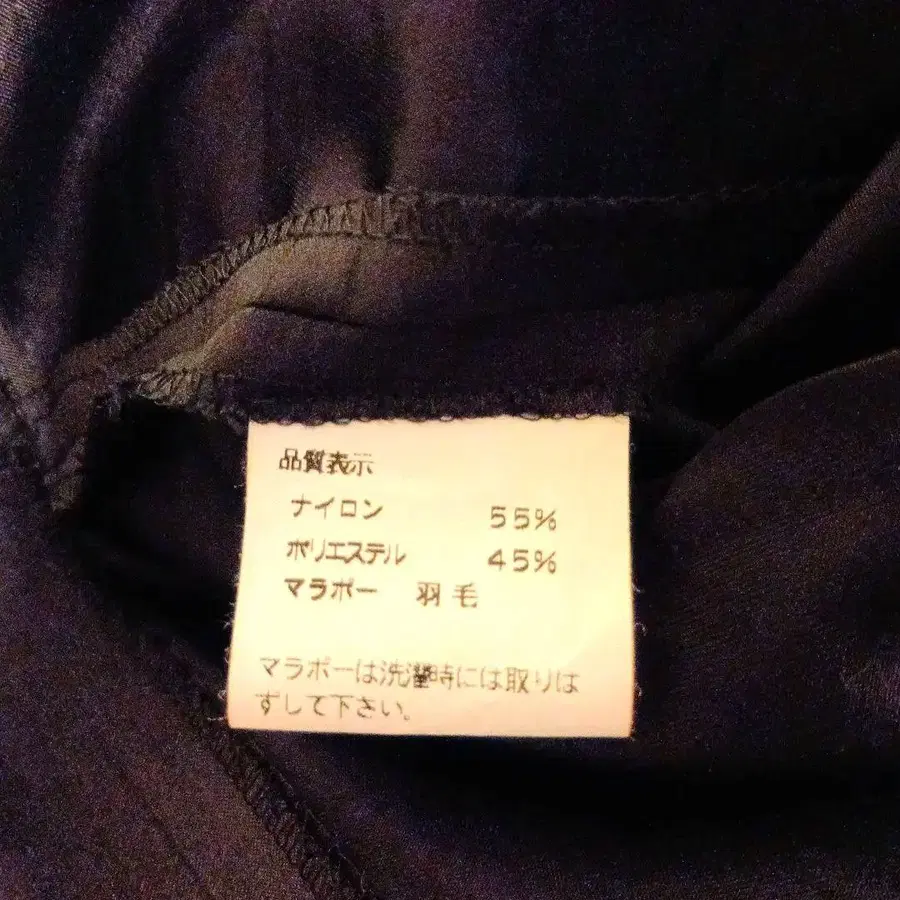 品質表示
ナイロン 55%
ポリエステル 45%
マラボー 羽毛
マラボーは洗濯時には取りは
ずして下さい。